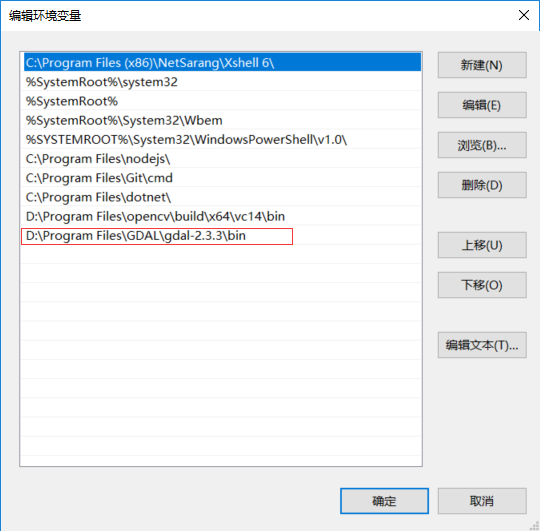 编辑环境变量
C:\Program Files (x86)\NetSarang\Xshell 6\
%SystemRoot%\system32
%SystemRoot%
%SystemRoot%\System32\Wbem
%SYSTEMROOT%\System32\WindowsPowerShell\v1.0\
C:\Program Files\nodejs\
C:\Program Files\Git\cmd
C:\Program Files\dotnet\
D:\Program Files\opencv\build\x64\vc14\bin
D:\Program Files\GDAL\gdal-2.3.3\bin
新建(N)
编辑(E)
浏览(B)...
删除(D)
上移(U)
下移(O)
编辑文本(T)...
确定
取消